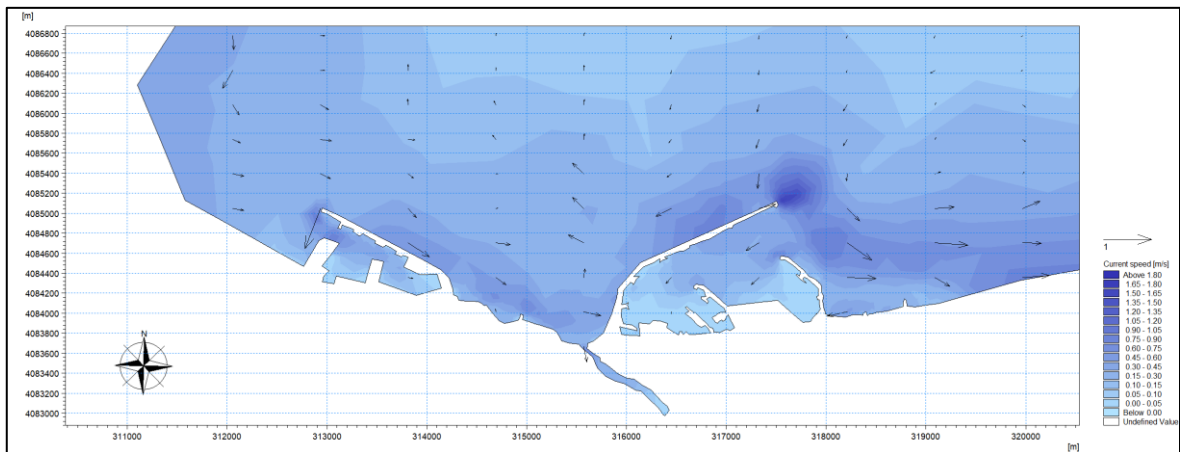 [m]
4086800
4086600
4086400
4086200
4086000
4085800
4085600
4085400
4085200
4085000
4084800
4084600
4084400
4084200
4084000
4083800
4083600
4083400
4083200
4083000
N
311000 312000 313000 314000 315000 316000 317000 318000 319000 320000
[m]
1
Current speed [m/s]
Above 1.80
1.65 - 1.80
1.50 - 1.65
1.35 - 1.50
1.20 - 1.35
1.05 - 1.20
0.90 - 1.05
0.75 - 0.90
0.60 - 0.75
0.45 - 0.60
0.30 - 0.45
0.15 - 0.30
0.10 - 0.15
0.05 - 0.10
0.00 - 0.05
Below 0.00
Undefined Value